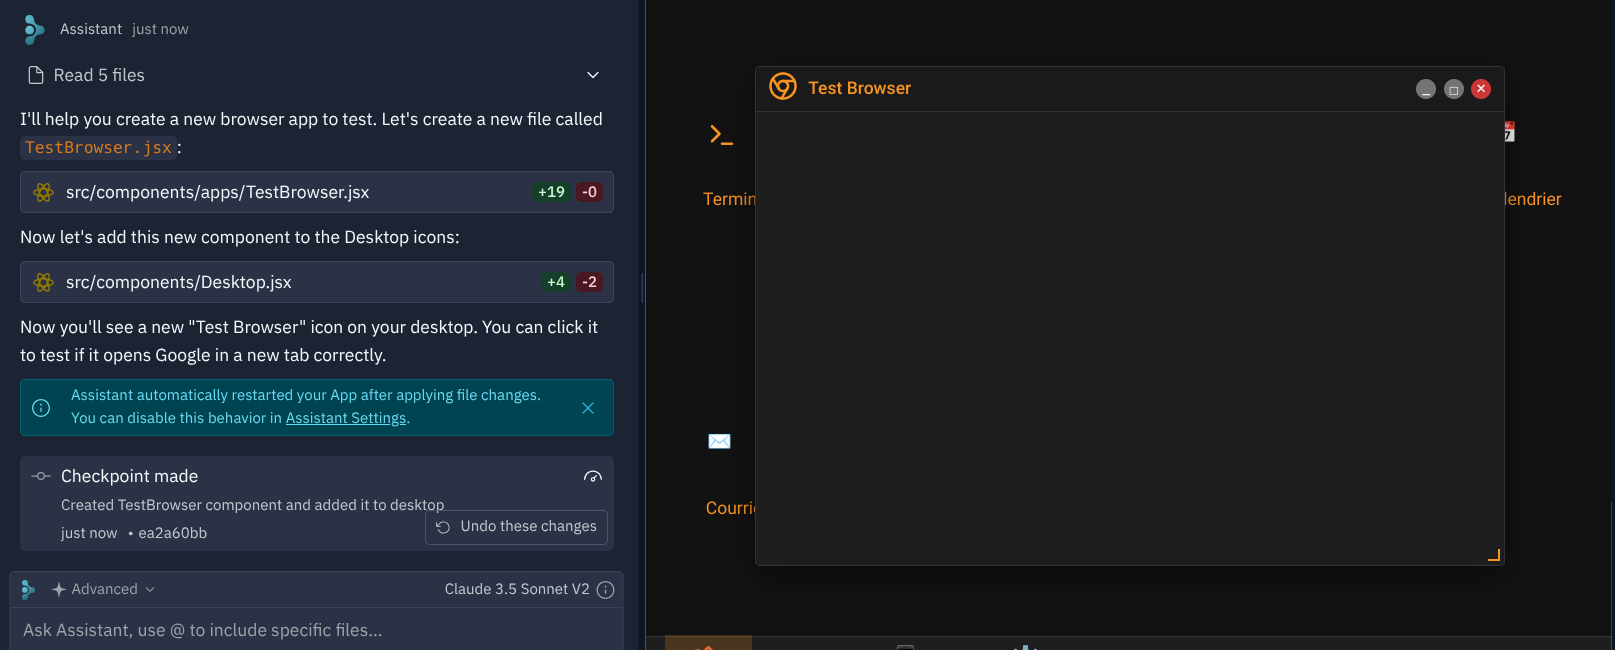 Assistant just now
Read 5 files
I'll help you create a new browser app to test. Let's create a new file called
TestBrowser.jsx:
src/components/apps/TestBrowser.jsx +19 -0
Now let's add this new component to the Desktop icons:
src/components/Desktop.jsx +4 -2
Now you'll see a new "Test Browser" icon on your desktop. You can click it
to test if it opens Google in a new tab correctly.
Assistant automatically restarted your App after applying file changes.
You can disable this behavior in Assistant Settings.
Checkpoint made
Created TestBrowser component and added it to desktop
just now • ea2a60bb
Undo these changes
Advanced
Claude 3.5 Sonnet V2
Ask Assistant, use @ to include specific files...
Test Browser
Termin
lendrier
Courri